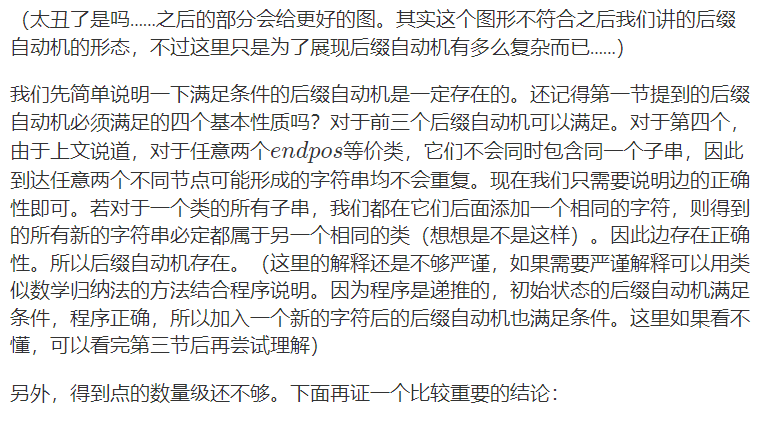 （太丑了是吗......之后的部分会给更好的图。其实这个图形不符合之后我们讲的后缀
自动机的形态，不过这里只是为了展现后缀自动机有多么复杂而已......）
我们先简单说明一下满足条件的后缀自动机是一定存在的。还记得第一节提到的后缀
自动机必须满足的四个基本性质吗？对于前三个后缀自动机可以满足。对于第四个，
由于上文说道，对于任意两个endpos等价类，它们不会同时包含同一个子串，因此
到达任意两个不同节点可能形成的字符串均不会重复。现在我们只需要说明边的正确
性即可。若对于一个类的所有子串，我们都在它们后面添加一个相同的字符，则得到
的所有新的字符串必定都属于另一个相同的类（想想是不是这样）。因此边存在正确
性。所以后缀自动机存在。（这里的解释还是不够严谨，如果需要严谨解释可以用类
似数学归纳法的方法结合程序说明。因为程序是递推的，初始状态的后缀自动机满足
条件，程序正确，所以加入一个新的字符后的后缀自动机也满足条件。这里如果看不
懂，可以看完第三节后再尝试理解）
另外，得到点的数量级还不够。下面再证一个比较重要的结论：